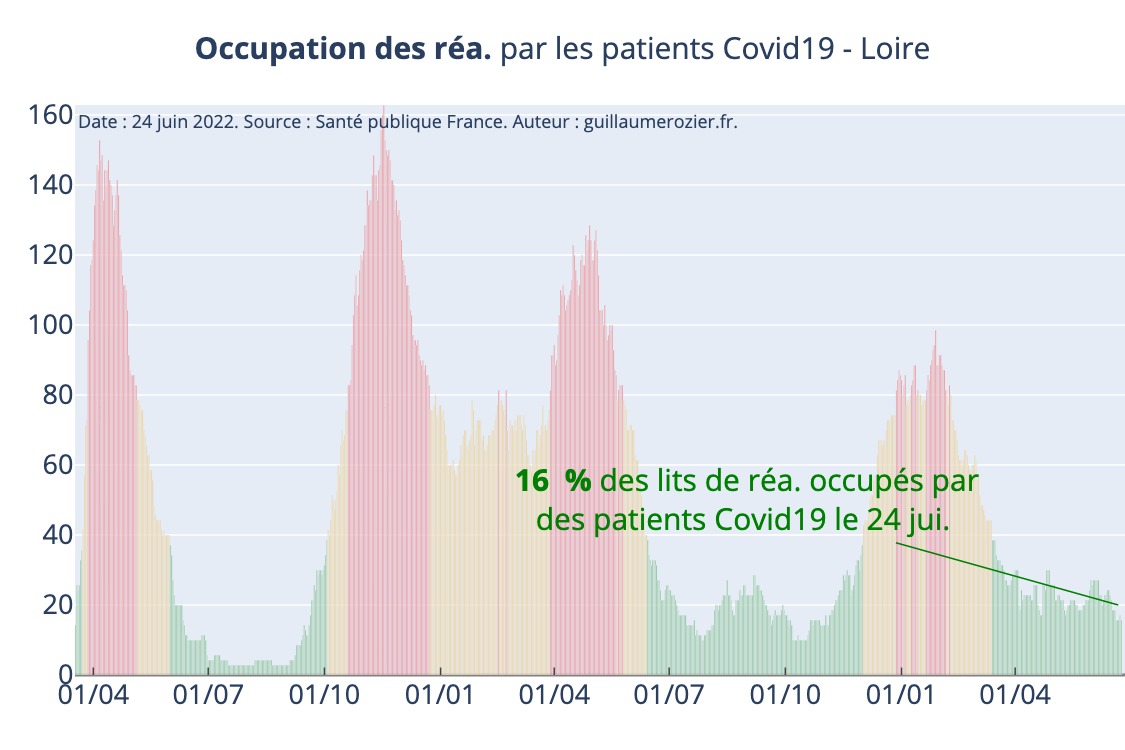 Occupation des réa. par les patients Covid19 - Loire
160
Date : 24 juin 2022. Source : Santé publique France. Auteur : guillaumerozier.fr.
140
120
100
80
60
16 % des lits de réa. occupés par
des patients Covid19 le 24 jui.
40
20
0
01/04 01/07 01/10 01/01 01/04 01/07 01/10 01/01 01/04